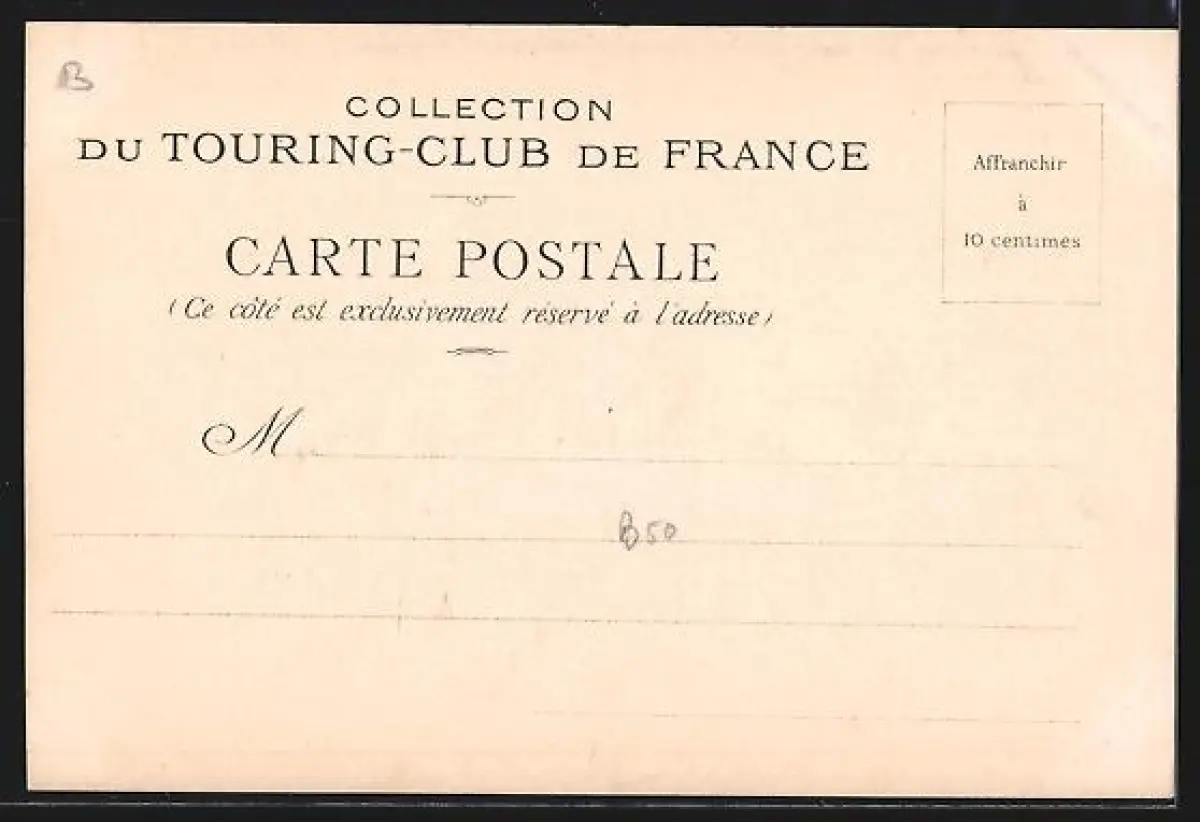 B
COLLECTION
DU TOURING-CLUB DE FRANCE
Affranchir
à
10 centimes
CARTE POSTALE
(Ce côté est exclusivement réservé à l'adresse)
M
B50